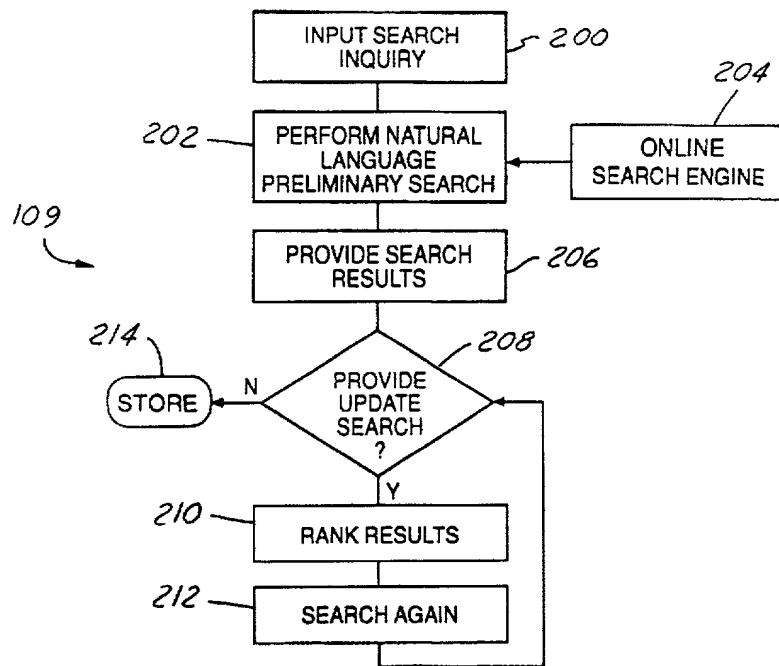 INPUT SEARCH
INQUIRY
200
204
202
PERFORM NATURAL
LANGUAGE
PRELIMINARY SEARCH
ONLINE
SEARCH ENGINE
109
PROVIDE SEARCH
RESULTS
206
214
208
STORE
N
PROVIDE
UPDATE
SEARCH
?
Y
210
RANK RESULTS
212
SEARCH AGAIN